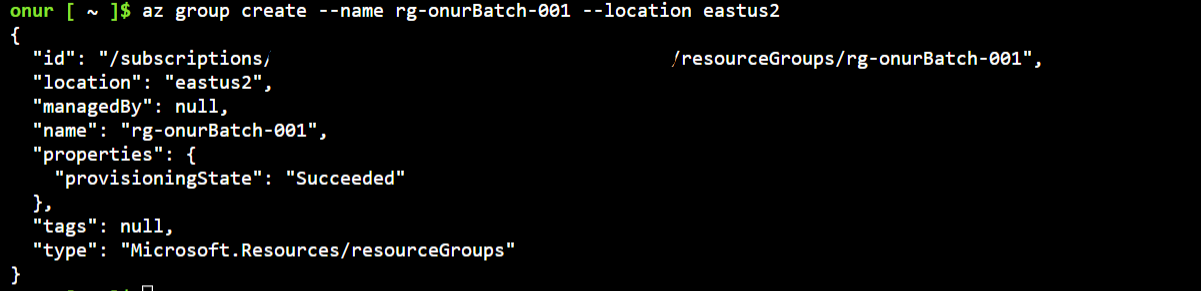 onur [ ~ ]$ az group create --name rg-onurBatch-001 --location eastus2
{
  "id": "/subscriptions/ /resourceGroups/rg-onurBatch-001",
  "location": "eastus2",
  "managedBy": null,
  "name": "rg-onurBatch-001",
  "properties": {
    "provisioningState": "Succeeded"
  },
  "tags": null,
  "type": "Microsoft.Resources/resourceGroups"
}